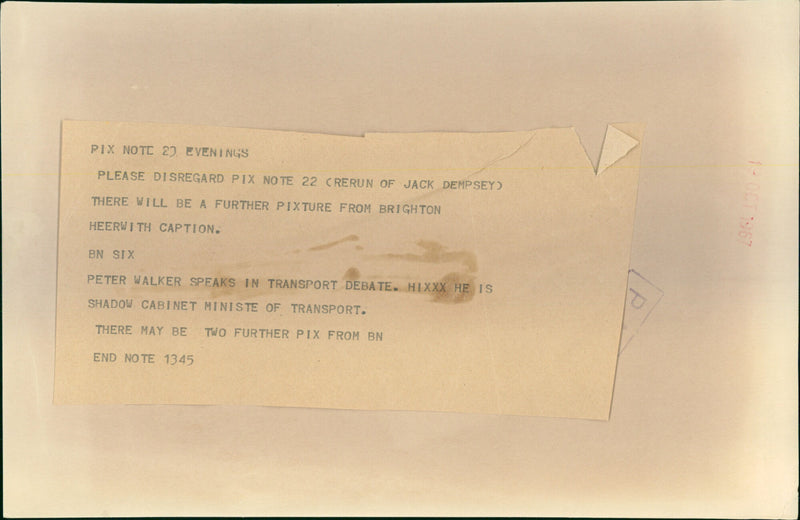 PIX NOTE 23 EVENINGS
PLEASE DISREGARD PIX NOTE 22 (RERUN OF JACK DEMPSEY)
THERE WILL BE A FURTHER PIXTURE FROM BRIGHTON
HEERWITH CAPTION.
BN SIX
PETER WALKER SPEAKS IN TRANSPORT DEBATE. HIXXX HE IS
SHADOW CABINET MINISTE OF TRANSPORT.
THERE MAY BE TWO FURTHER PIX FROM BN
END NOTE 1345
OCT 1967
P